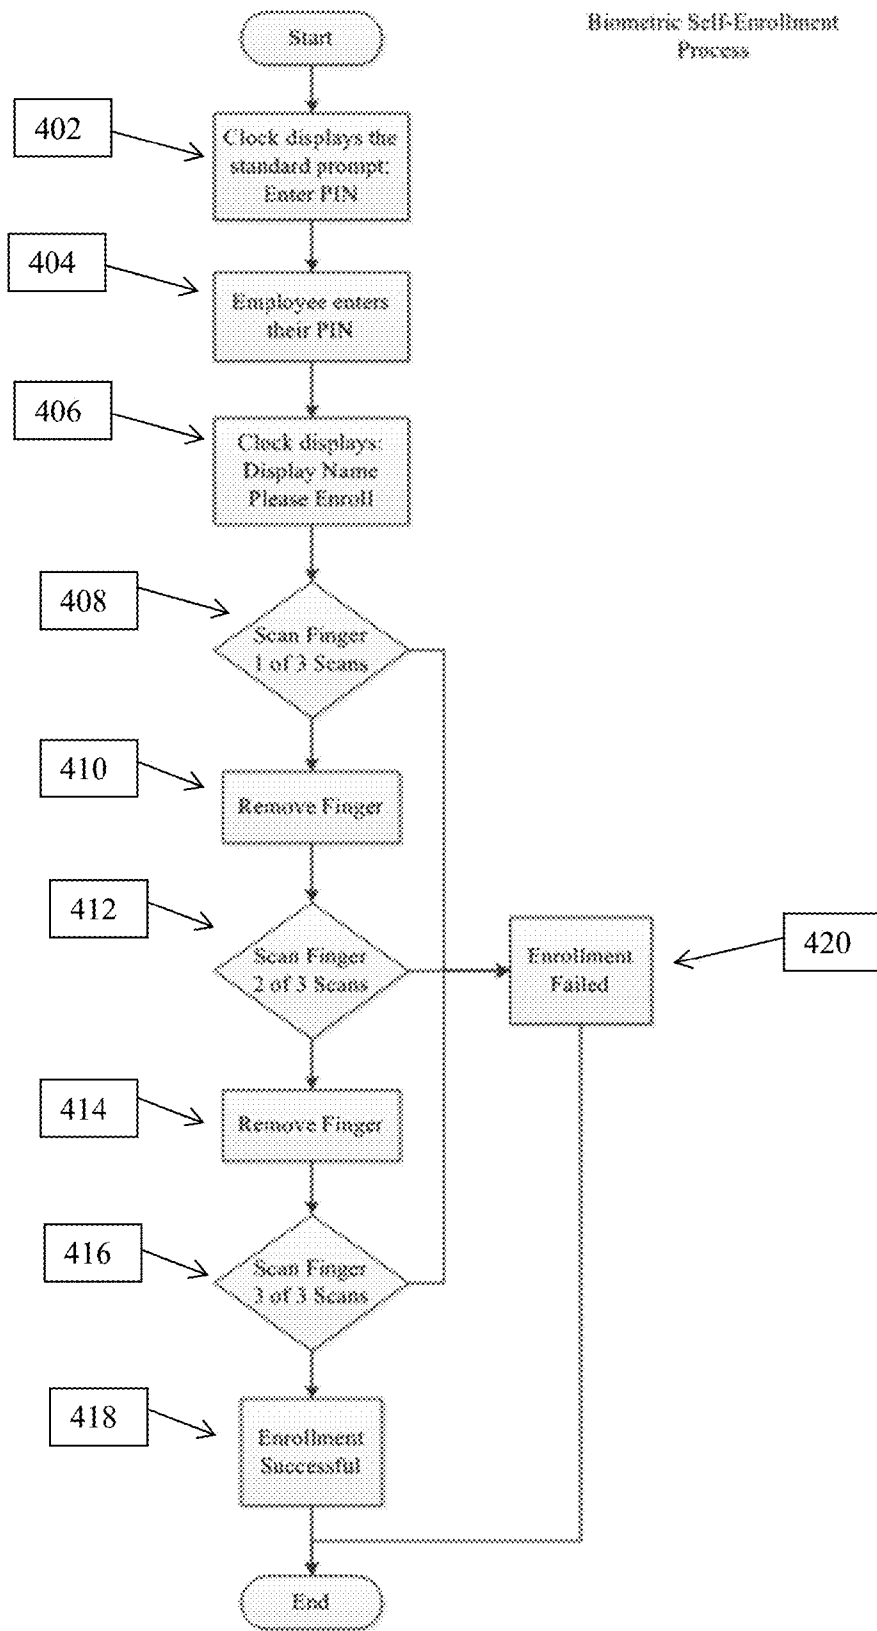 Biometric Self-Enrollment
Process
Start
402
Clock displays the
standard prompt:
Enter PIN
404
Employee enters
their PIN
406
Clock displays:
Display Name
Please Enroll
408
Scan Finger
1 of 3 Scans
410
Remove Finger
412
Scan Finger
2 of 3 Scans
Enrollment
Failed
420
414
Remove Finger
416
Scan Finger
3 of 3 Scans
418
Enrollment
Successful
End